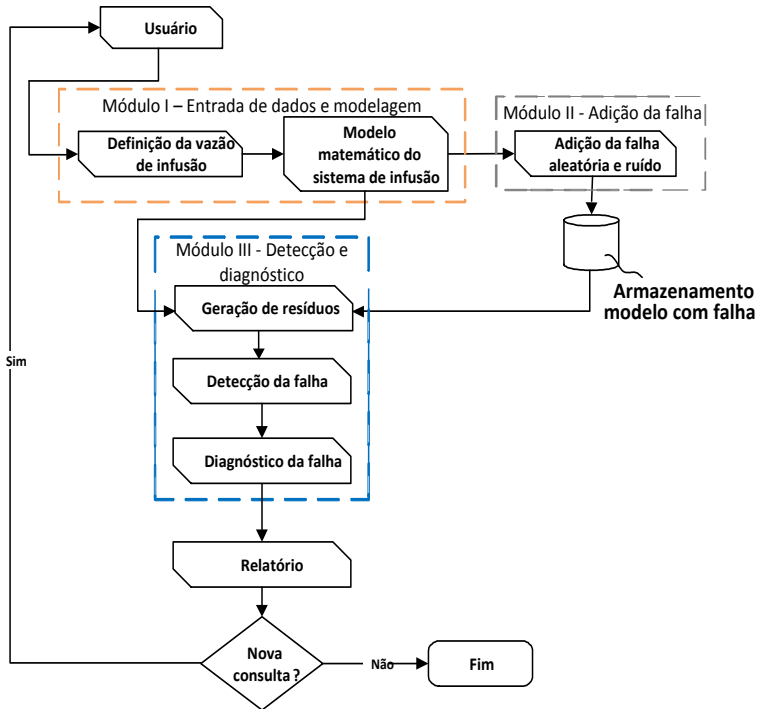 Usuário
Módulo I – Entrada de dados e modelagem
Definição da vazão
de infusão
Modelo
matemático do
sistema de infusão
Módulo II - Adição da falha
Adição da falha
aleatória e ruído
Armazenamento
modelo com falha
Módulo III - Detecção e
diagnóstico
Geração de resíduos
Detecção da falha
Diagnóstico da falha
Relatório
Nova
consulta ?
Sim
Não
Fim